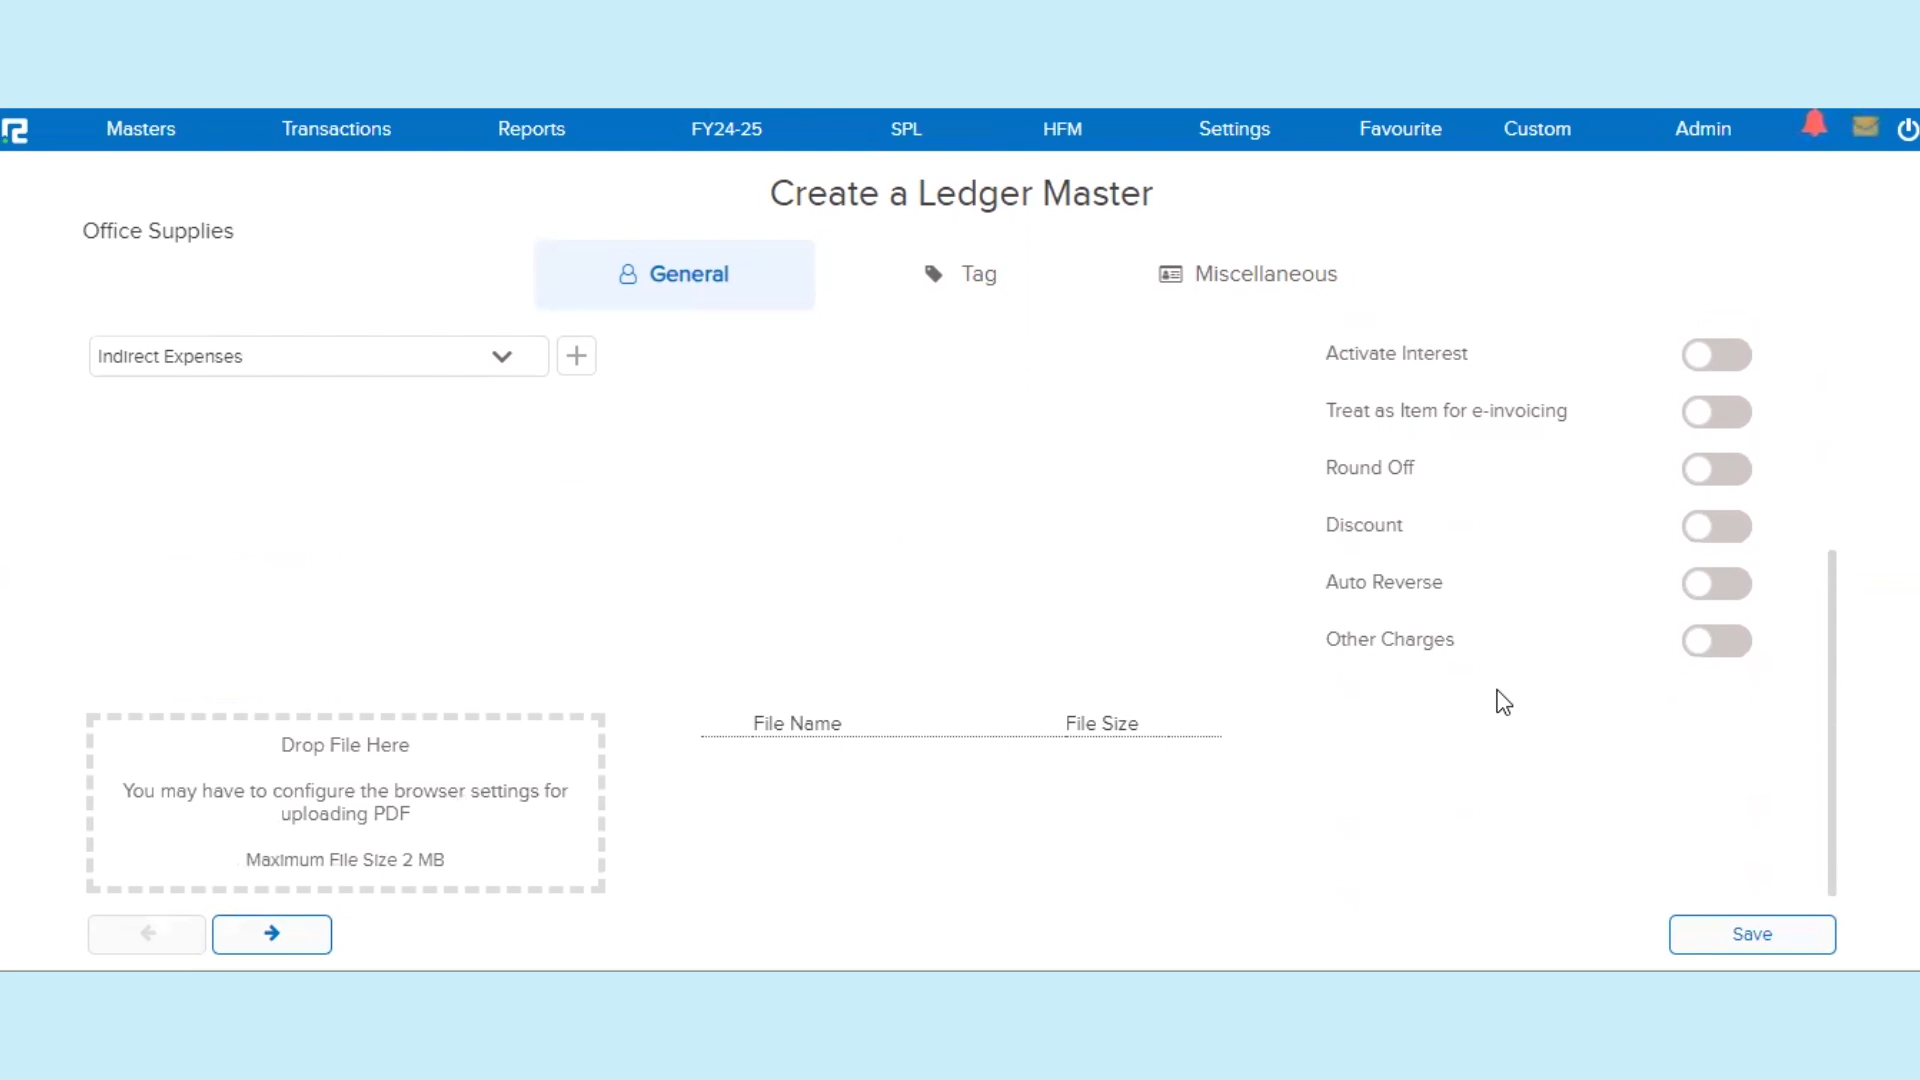 Masters Transactions Reports FY24-25 SPL HFM Settings Favourite Custom Admin
Create a Ledger Master
Office Supplies
General Tag Miscellaneous
Indirect Expenses
Activate Interest
Treat as Item for e-invoicing
Round Off
Discount
Auto Reverse
Other Charges
File Name File Size
Drop File Here
You may have to configure the browser settings for
uploading PDF
Maximum File Size 2 MB
Save